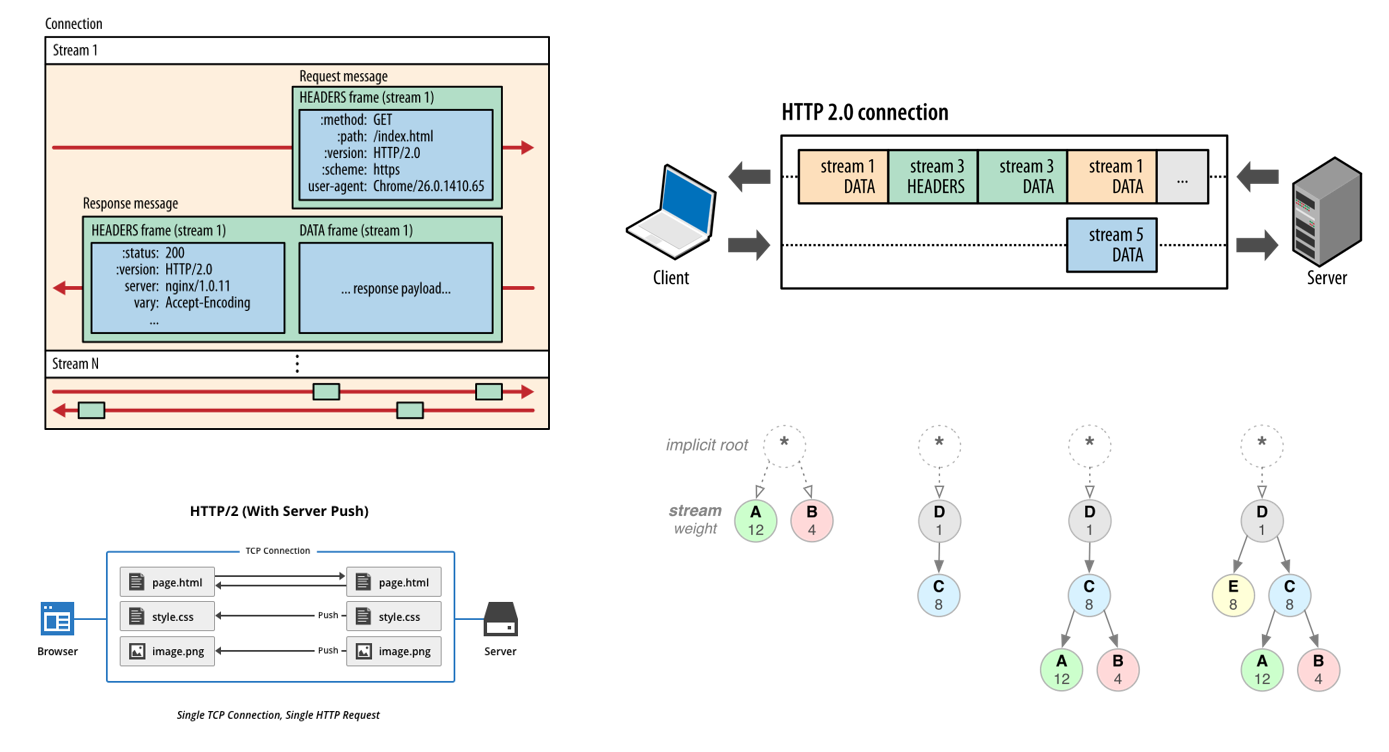 Connection
Stream 1
Request message
HEADERS frame (stream 1)
:method: GET
:path: /index.html
:version: HTTP/2.0
:scheme: https
user-agent: Chrome/26.0.1410.65
Response message
HEADERS frame (stream 1)
:status: 200
:version: HTTP/2.0
server: nginx/1.0.11
vary: Accept-Encoding
...
DATA frame (stream 1)
... response payload...
Stream N
HTTP 2.0 connection
stream 1
DATA
stream 3
HEADERS
stream 3
DATA
stream 1
DATA
...
stream 5
DATA
Client
Server
HTTP/2 (With Server Push)
TCP Connection
page.html
page.html
style.css
Push
style.css
image.png
Push
image.png
Browser
Server
Single TCP Connection, Single HTTP Request
implicit root
*
*
*
*
stream
weight
A
12
B
4
D
1
C
8
D
1
C
8
A
12
B
4
D
1
E
8
C
8
A
12
B
4